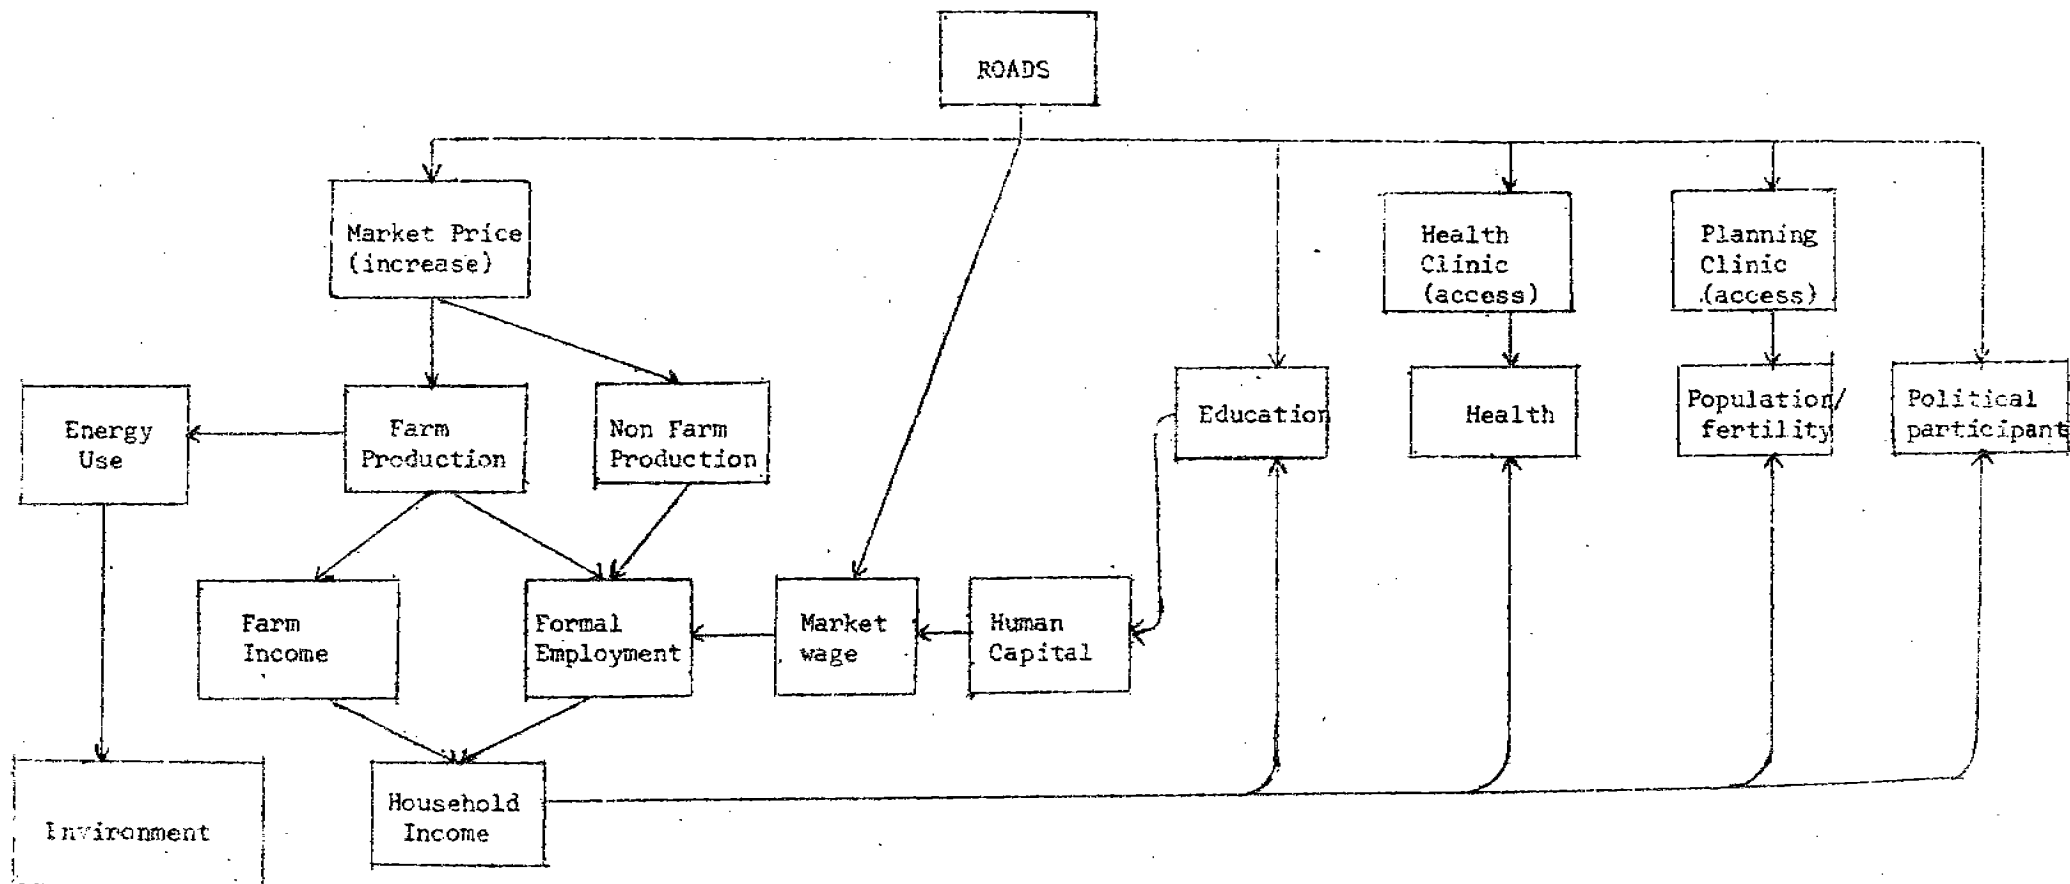 ROADS
Market Price
(increase)
Health
Clinic
(access)
Planning
Clinic
(access)
Energy
Use
Farm
Production
Non Farm
Production
Education
Health
Population/
fertility
Political
participant
Farm
Income
Formal
Employment
Market
wage
Human
Capital
Environment
Household
Income